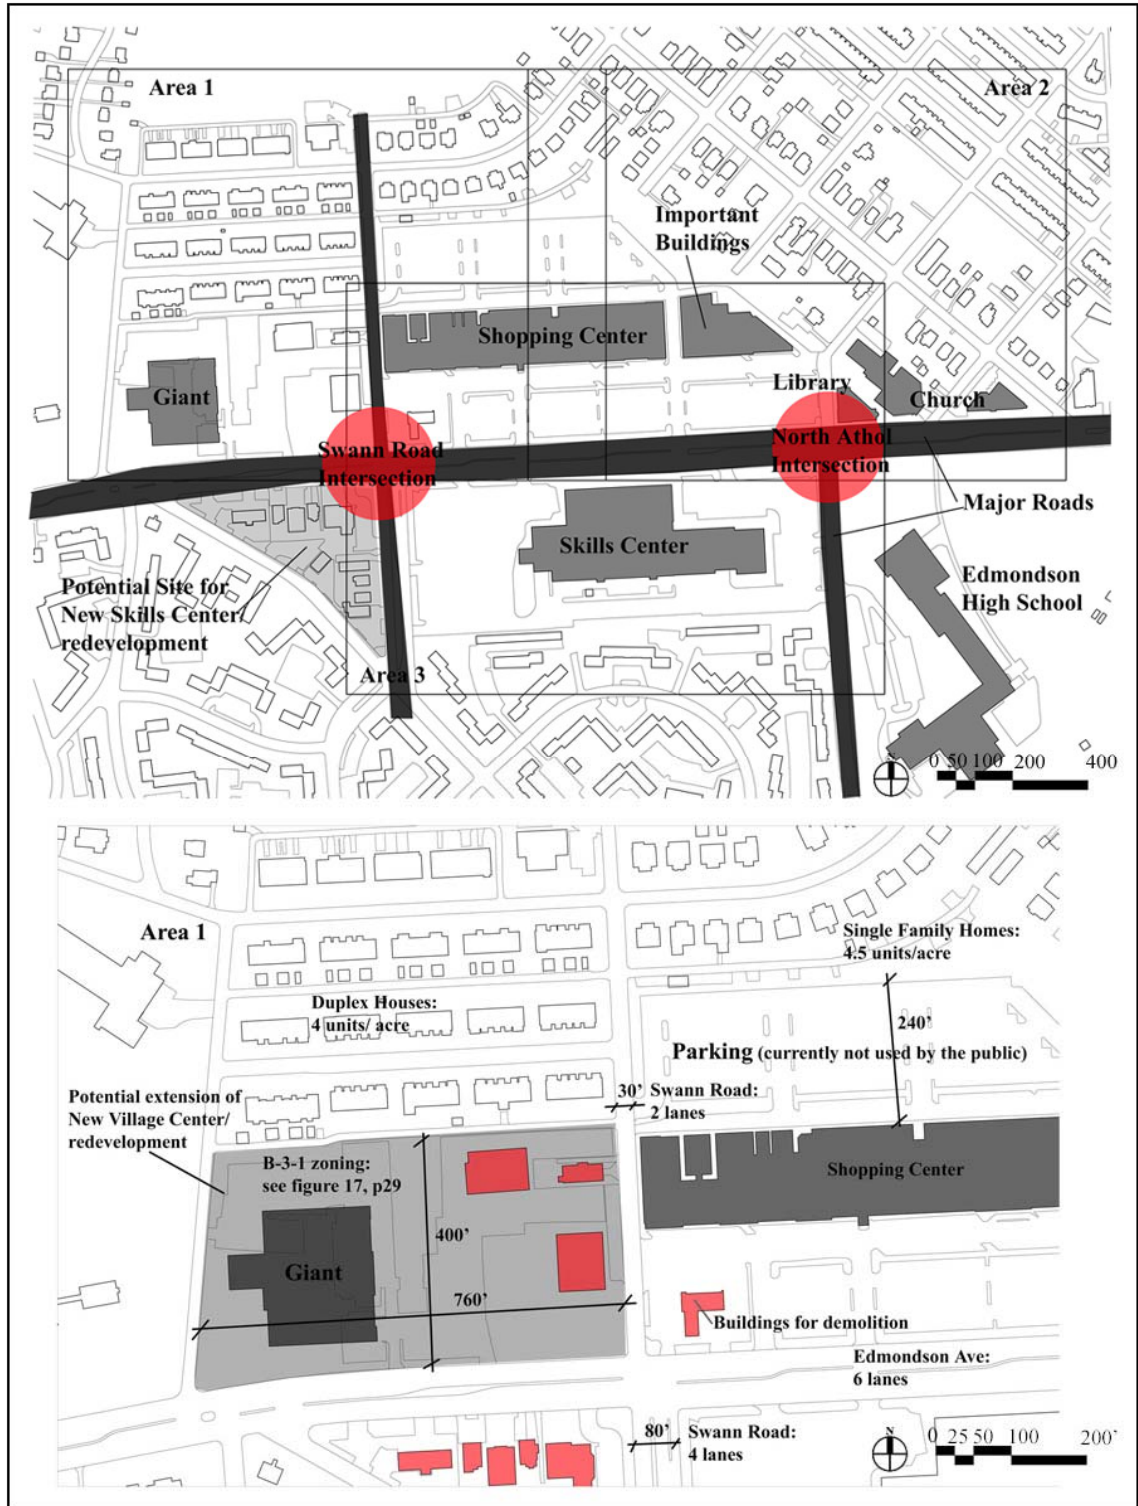 Area 1
Area 2
Important
Buildings
Shopping Center
Giant
Library
Church
Swann Road
Intersection
North Athol
Intersection
Major Roads
Skills Center
Edmondson
High School
Potential Site for
New Skills Center/
redevelopment
Area 3
N
0 50 100 200 400
Area 1
Single Family Homes:
4.5 units/acre
Duplex Houses:
4 units/ acre
240’
Parking (currently not used by the public)
Potential extension of
New Village Center/
redevelopment
30’
Swann Road:
2 lanes
B-3-1 zoning:
see figure 17, p29
Shopping Center
400’
Giant
760’
Buildings for demolition
Edmondson Ave:
6 lanes
80’
Swann Road:
4 lanes
N
0 25 50 100 200’